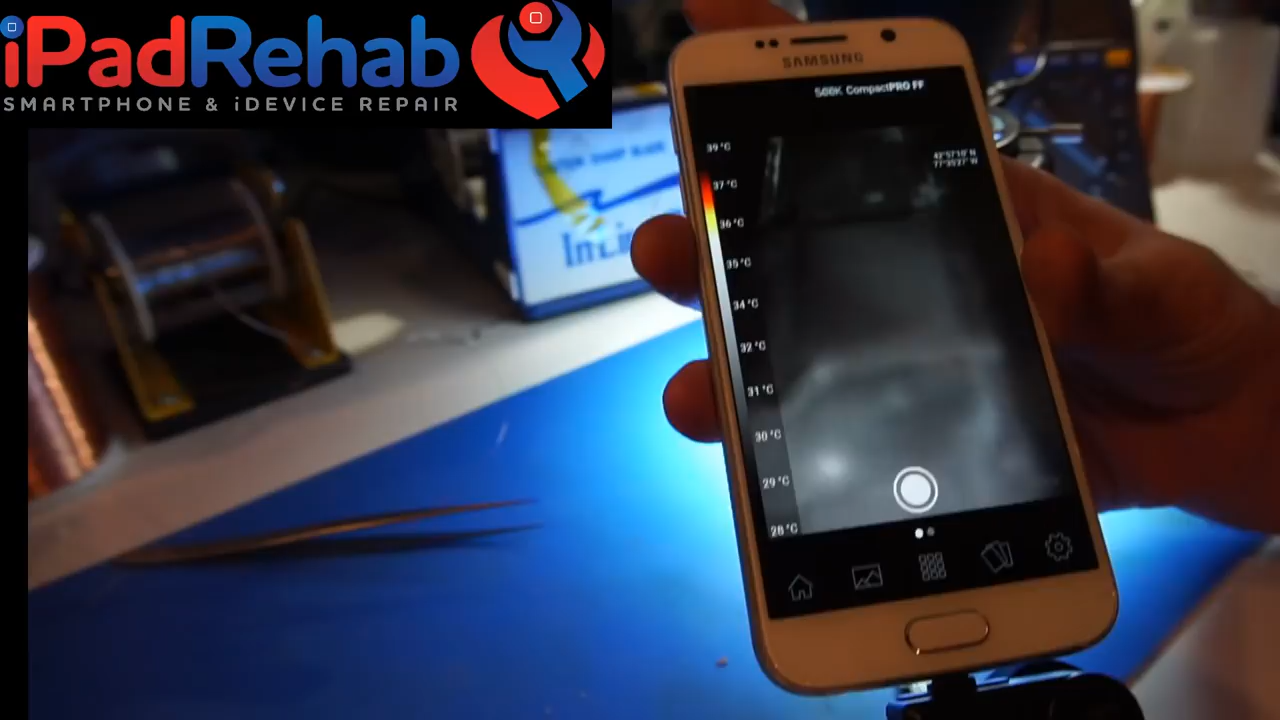 iPadRehab
SMARTPHONE & iDEVICE REPAIR
SAMSUNG
SEEK CompactPRO FF
39 °C
37 °C
36 °C
35 °C
34 °C
32 °C
31 °C
30 °C
29 °C
28 °C